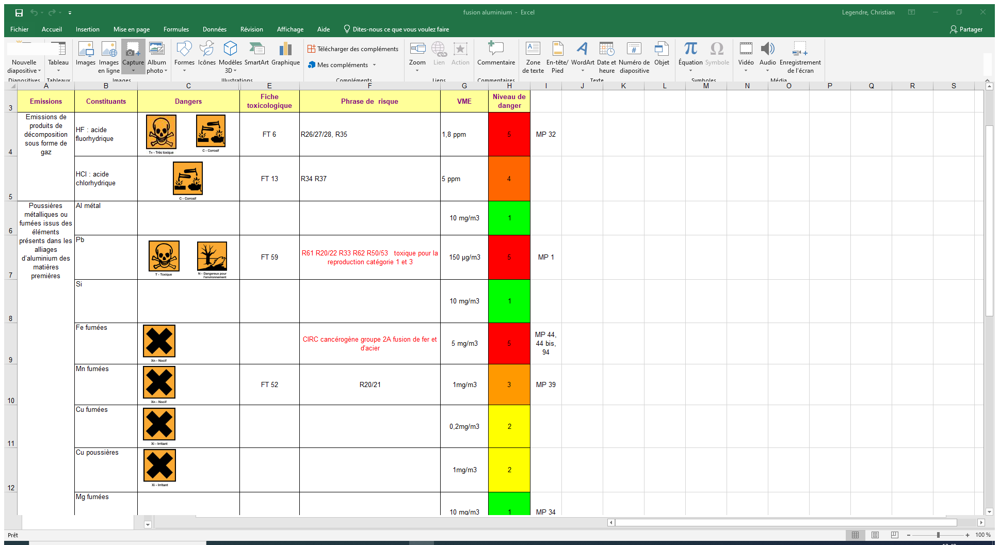 fusion aluminium - Excel
Legendre, Christian
Fichier Accueil Insertion Mise en page Formules Données Révision Affichage Aide Dites-nous ce que vous voulez faire Partager
Nouvelle diapositive
Tableau
Images
Images en ligne
Capture
Album photo
Formes
Icônes
Modèles 3D
SmartArt
Graphique
Télécharger des compléments
Mes compléments
Zoom
Lien
Action
Commentaire
Zone de texte
En-tête/ Pied
WordArt
Date et heure
Numéro de diapositive
Objet
Équation
Symbole
Vidéo
Audio
Enregistrement de l'écran
Diapositives Tableaux Images Illustrations Compléments Liens Commentaires Texte Symboles Média
A B C E F G H I J K L M N O P Q R S
3
Emissions
Constituants
Dangers
Fiche
toxicologique
Phrase de risque
VME
Niveau de
danger
Emissions de
produits de
décomposition
sous forme de
gaz
4
HF : acide
fluorhydrique
T+ - Très toxique
C - Corrosif
FT 6
R26/27/28, R35
1,8 ppm
5
MP 32
5
HCl : acide
chlorhydrique
C - Corrosif
FT 13
R34 R37
5 ppm
4
Poussières
métalliques ou
fumées issus des
éléments
présents dans les
alliages
d'aluminium des
matières
premières
6
Al métal
10 mg/m3
1
7
Pb
T - Toxique
N - Dangereux pour
l'environnement
FT 59
R61 R20/22 R33 R62 R50/53 toxique pour la
reproduction catégorie 1 et 3
150 µg/m3
5
MP 1
8
Si
10 mg/m3
1
9
Fe fumées
Xn - Nocif
CIRC cancérogène groupe 2A fusion de fer et
d'acier
5 mg/m3
5
MP 44,
44 bis,
94
10
Mn fumées
Xn - Nocif
FT 52
R20/21
1mg/m3
3
MP 39
11
Cu fumées
Xi - Irritant
0,2mg/m3
2
12
Cu poussières
Xi - Irritant
1mg/m3
2
Mg fumées
10 mg/m3
1
MP 34
Prêt
100 %